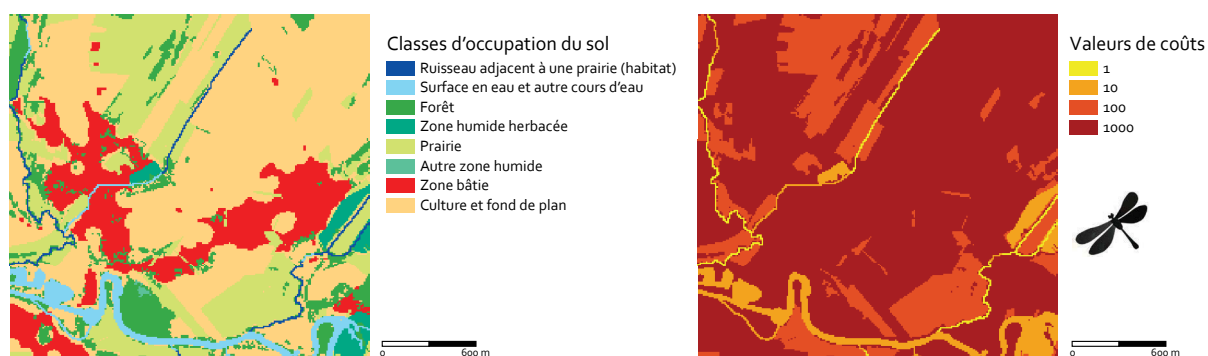 Classes d'occupation du sol
Ruisseau adjacent à une prairie (habitat)
Surface en eau et autre cours d'eau
Forêt
Zone humide herbacée
Prairie
Autre zone humide
Zone bâtie
Culture et fond de plan
0 600 m
Valeurs de coûts
1
10
100
1000
0 600 m